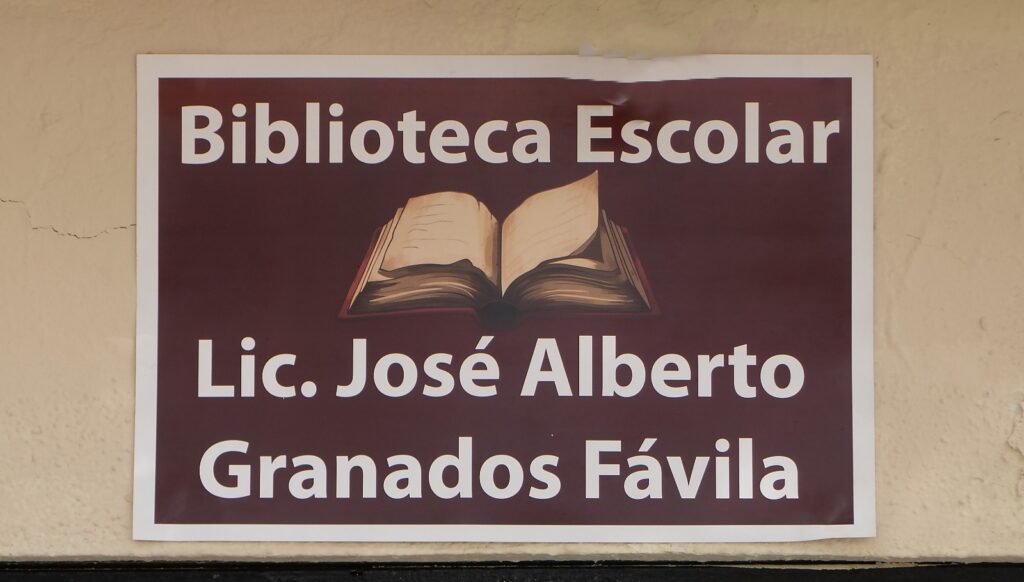 Biblioteca Escolar
Lic. José Alberto
Granados Fávila